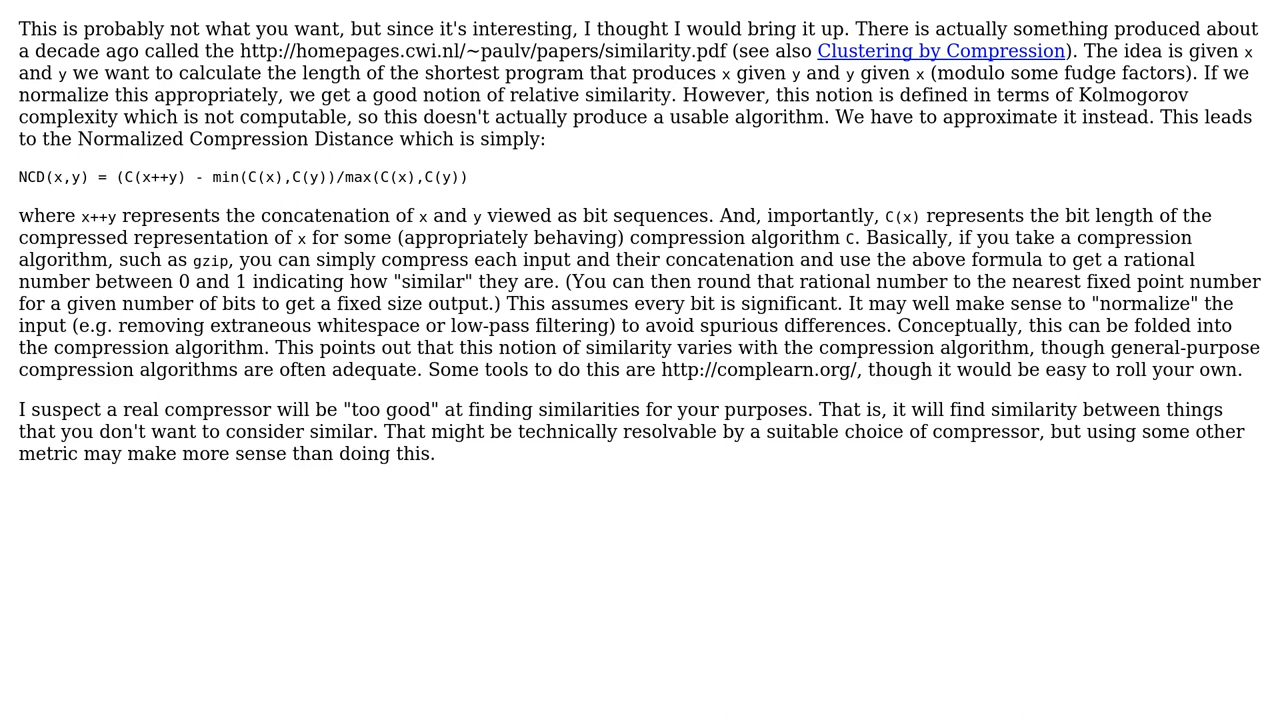 This is probably not what you want, but since it's interesting, I thought I would bring it up. There is actually something produced about
a decade ago called the http://homepages.cwi.nl/~paulv/papers/similarity.pdf (see also Clustering by Compression). The idea is given x
and y we want to calculate the length of the shortest program that produces x given y and y given x (modulo some fudge factors). If we
normalize this appropriately, we get a good notion of relative similarity. However, this notion is defined in terms of Kolmogorov
complexity which is not computable, so this doesn't actually produce a usable algorithm. We have to approximate it instead. This leads
to the Normalized Compression Distance which is simply:
NCD(x,y) = (C(x++y) - min(C(x),C(y))/max(C(x),C(y))
where x++y represents the concatenation of x and y viewed as bit sequences. And, importantly, C(x) represents the bit length of the
compressed representation of x for some (appropriately behaving) compression algorithm C. Basically, if you take a compression
algorithm, such as gzip, you can simply compress each input and their concatenation and use the above formula to get a rational
number between 0 and 1 indicating how "similar" they are. (You can then round that rational number to the nearest fixed point number
for a given number of bits to get a fixed size output.) This assumes every bit is significant. It may well make sense to "normalize" the
input (e.g. removing extraneous whitespace or low-pass filtering) to avoid spurious differences. Conceptually, this can be folded into
the compression algorithm. This points out that this notion of similarity varies with the compression algorithm, though general-purpose
compression algorithms are often adequate. Some tools to do this are http://complearn.org/, though it would be easy to roll your own.
I suspect a real compressor will be "too good" at finding similarities for your purposes. That is, it will find similarity between things
that you don't want to consider similar. That might be technically resolvable by a suitable choice of compressor, but using some other
metric may make more sense than doing this.